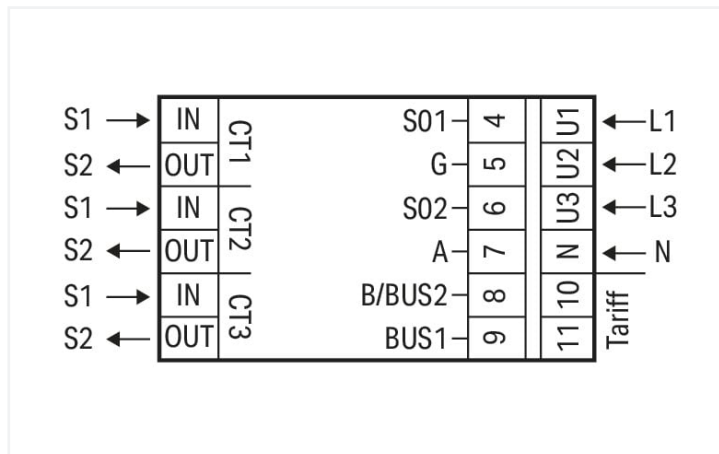 S1 IN CT1 S01 4 U1 L1
S2 OUT G 5 U2 L2
S1 IN CT2 S02 6 U3 L3
S2 OUT A 7 N N
S1 IN CT3 B/BUS2 8 10 Tariff
S2 OUT BUS1 9 11